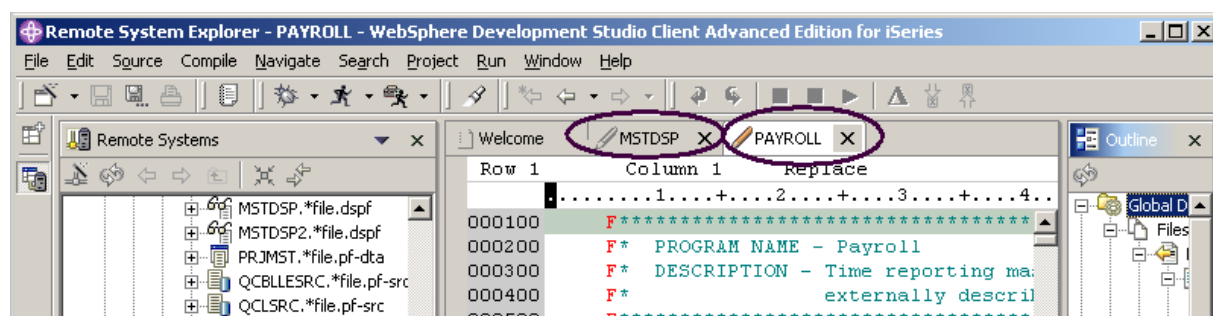 Remote System Explorer - PAYROLL - WebSphere Development Studio Client Advanced Edition for iSeries
File Edit Source Compile Navigate Search Project Run Window Help
Remote Systems
Welcome MSTDSP PAYROLL
Outline
Row 1 Column 1 Replace
.........1....+....2....+....3....+....4..
MSTDSP.*file.dspf
MSTDSP2.*file.dspf
PRJMST.*file.pf-dta
QCBLLESRC.*file.pf-src
QCLSRC.*file.pf-src
000100 F***********************************
000200 F* PROGRAM NAME - Payroll
000300 F* DESCRIPTION - Time reporting ma
000400 F* externally descri
Global D
Files